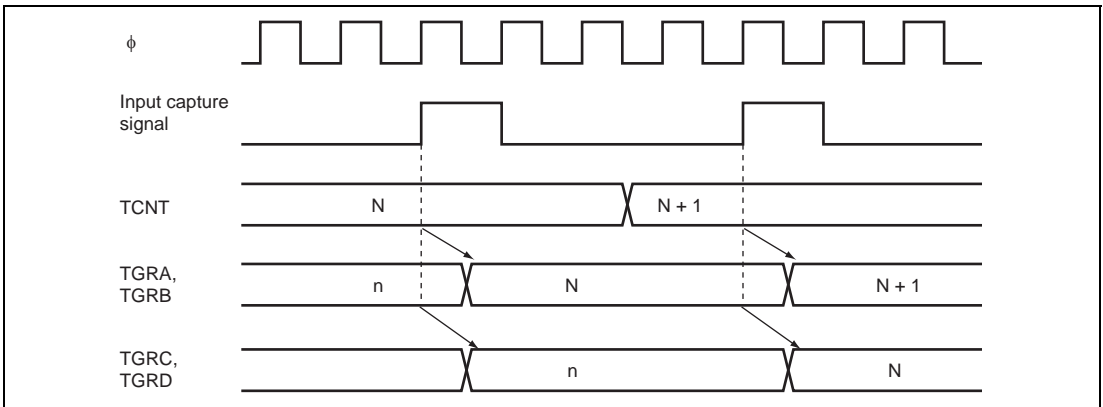 ϕ
Input capture
signal
TCNT
N
N + 1
TGRA,
TGRB
n
N
N + 1
TGRC,
TGRD
n
N